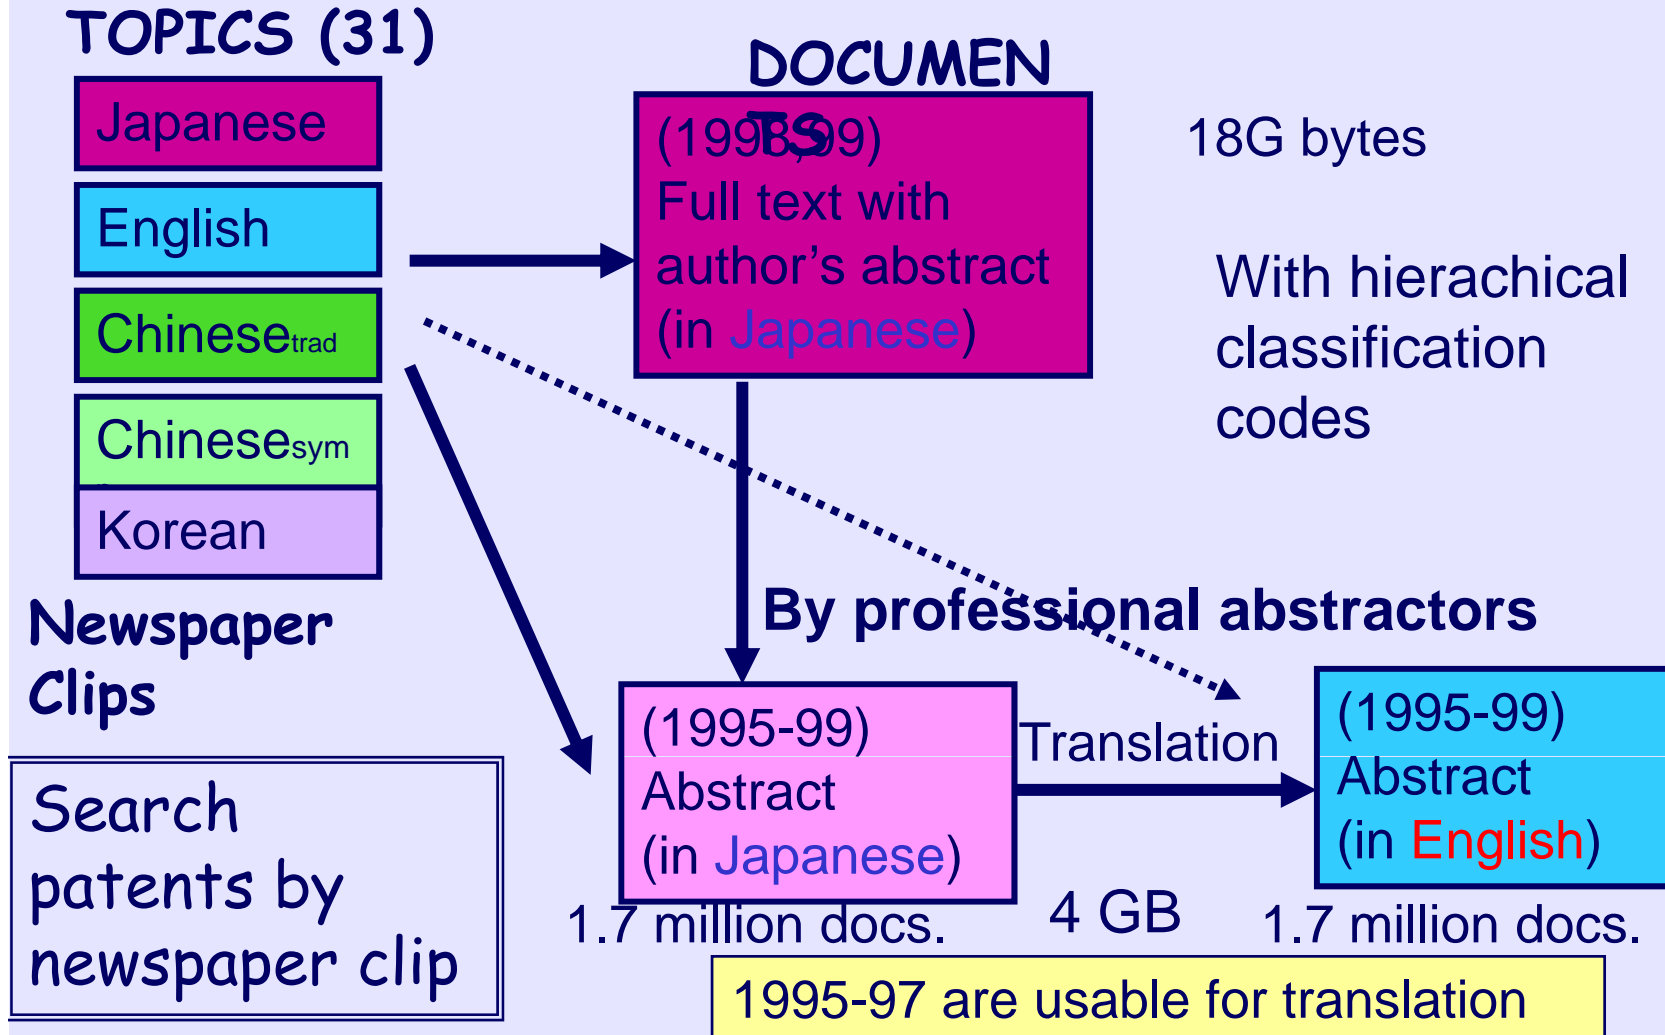 TOPICS (31)
Japanese
English
Chinesetrad
Chinesesym
Korean
Newspaper
Clips
Search
patents by
newspaper clip
DOCUMEN
TS
(1998,99)
Full text with
author's abstract
(in Japanese)
18G bytes
With hierachical
classification
codes
By professional abstractors
(1995-99)
Abstract
(in Japanese)
1.7 million docs.
Translation
4 GB
(1995-99)
Abstract
(in English)
1.7 million docs.
1995-97 are usable for translation